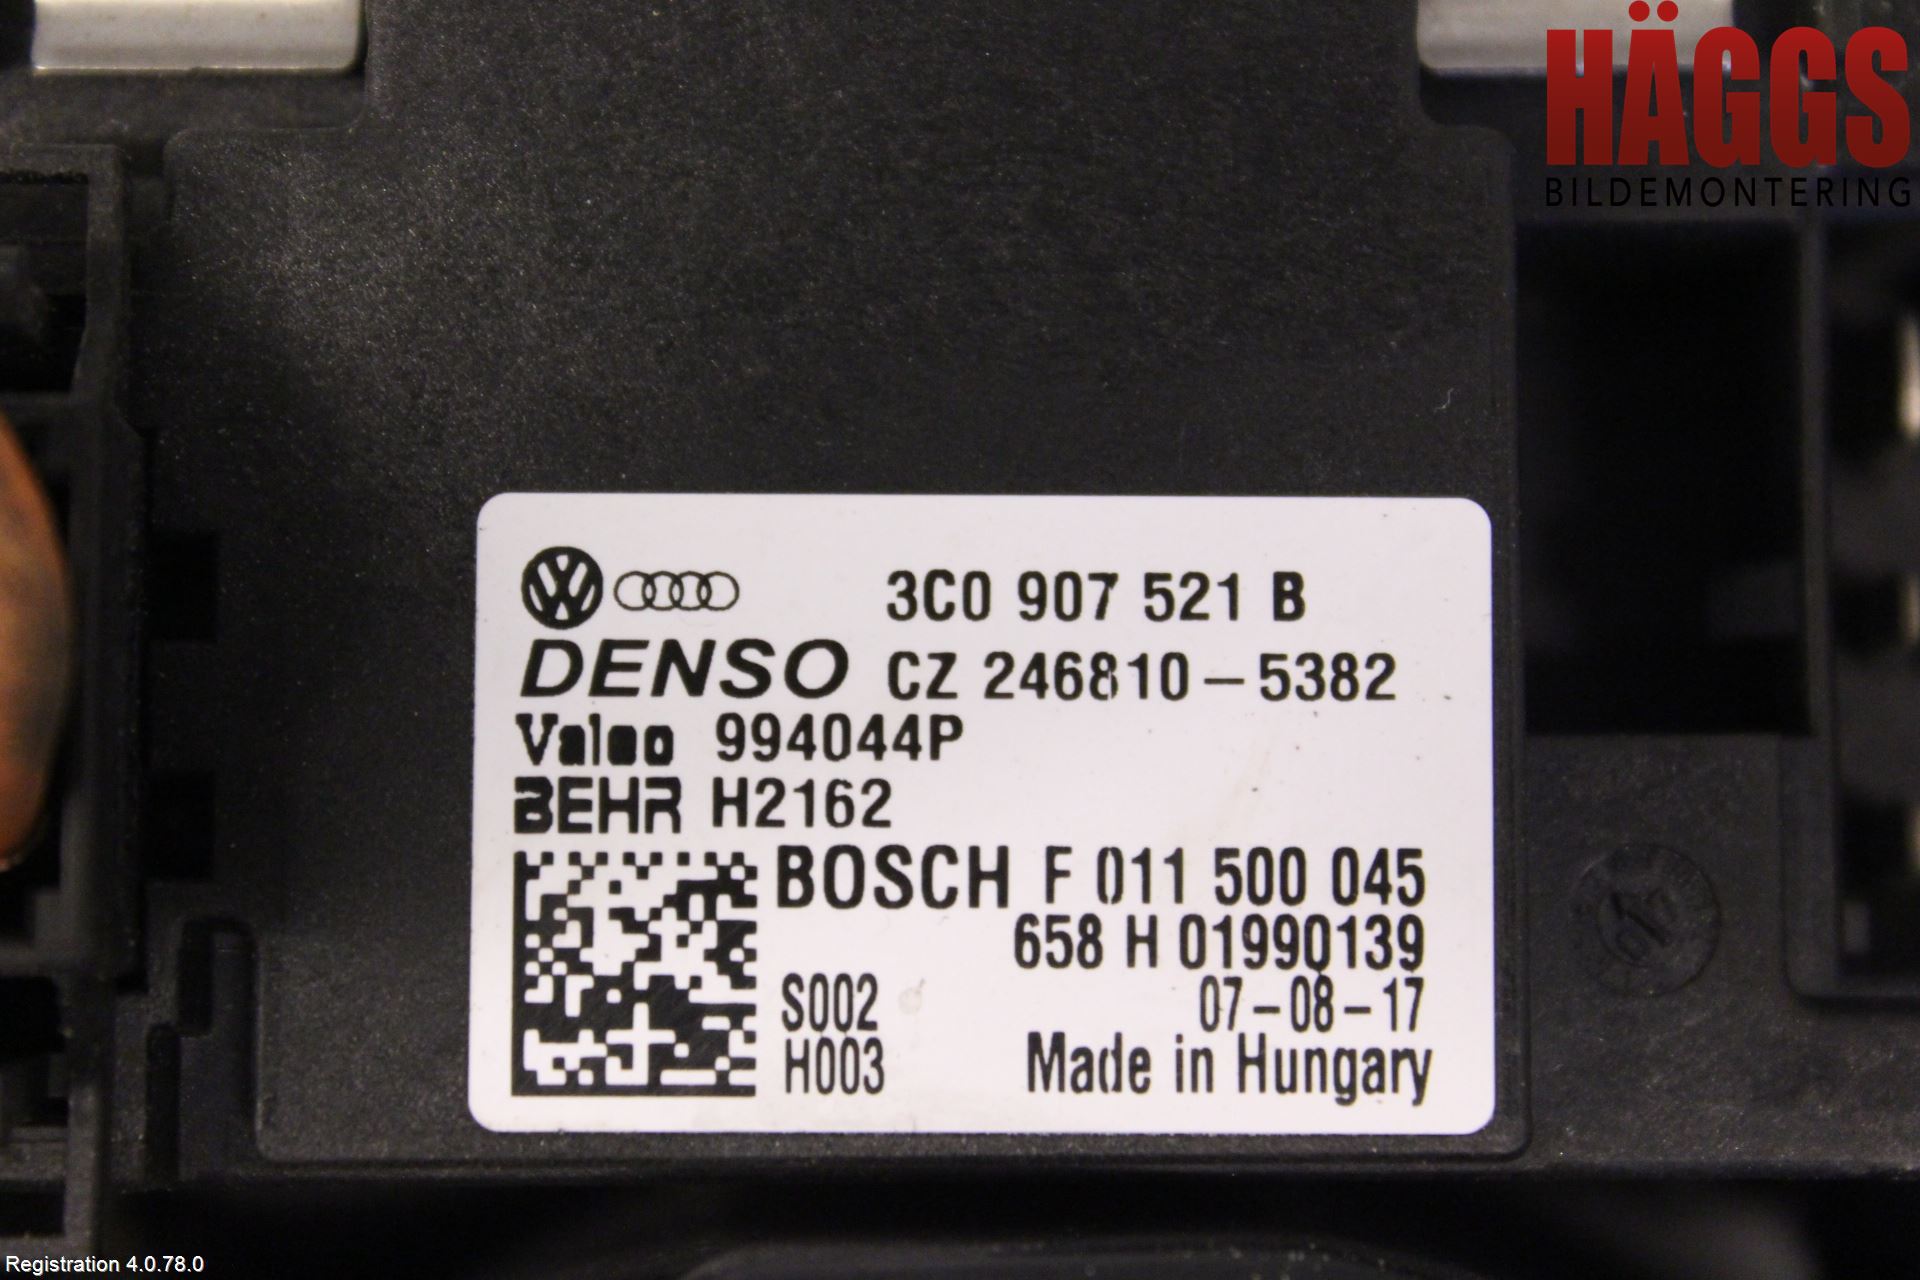 HÄGGS
BILDEMONTERING
3C0 907 521 B
DENSO CZ 246810-5382
Valeo 994044P
BEHR H2162
BOSCH F 011 500 045
658 H 01990139
S002 07-08-17
H003 Made in Hungary
Registration 4.0.78.0